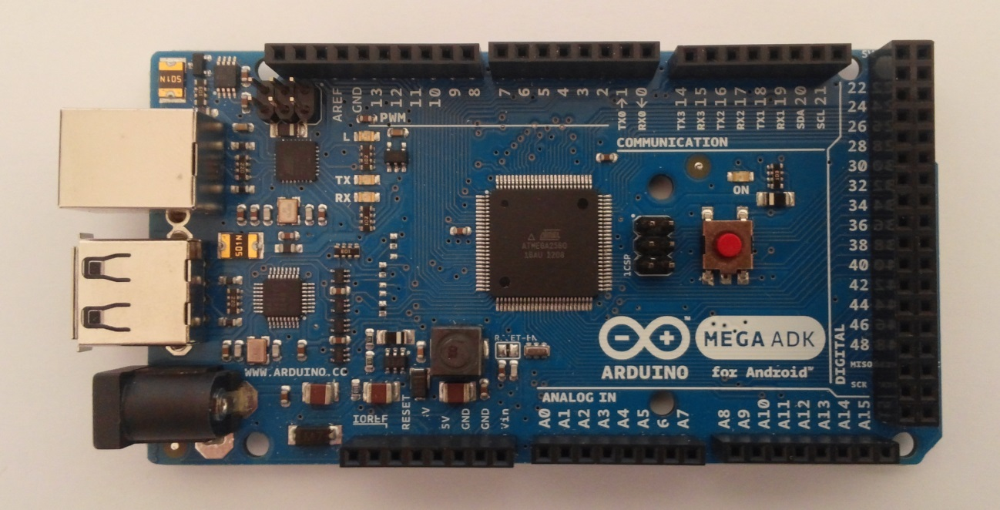 501N
AREF
GND
13
12
11
10
9
8
7
6
5
4
3
2
TX0→1
RX0←0
TX3 14
RX3 15
TX2 16
RX2 17
TX1 18
RX1 19
SDA 20
SCL 21
PWM
COMMUNICATION
L
TX
RX
ON
22
24
26
28
30
32
34
36
38
40
42
44
46
48
MISO
SCK
DIGITAL
501N
ATMEGA2560
16AU 1208
ICSP
ARDUINO
MEGA ADK
for Android™
WWW.ARDUINO.CC
ANALOG IN
IOREF
RESET
5V
GND
GND
Vin
A0
A1
A2
A3
A4
A5
6
A7
A8
A9
A10
A11
A12
A13
A14
A15